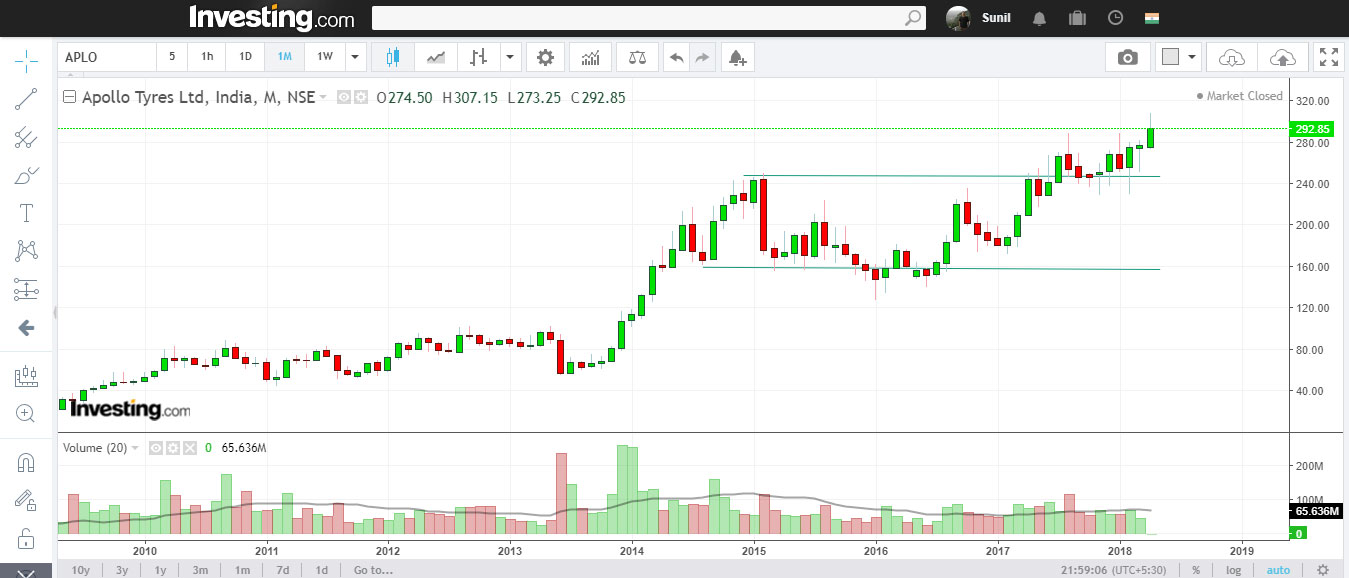 Investing.com
Sunil
APLO 5 1h 1D 1M 1W
T
Apollo Tyres Ltd, India, M, NSE O274.50 H307.15 L273.25 C292.85
Market Closed
320.00
292.85
280.00
240.00
200.00
160.00
120.00
80.00
40.00
Investing.com
Volume (20) 0 65.636M
200M
100M
65.636M
0
2010 2011 2012 2013 2014 2015 2016 2017 2018 2019
10y 3y 1y 3m 1m 7d 1d Go to... 21:59:06 (UTC+5:30) % log auto